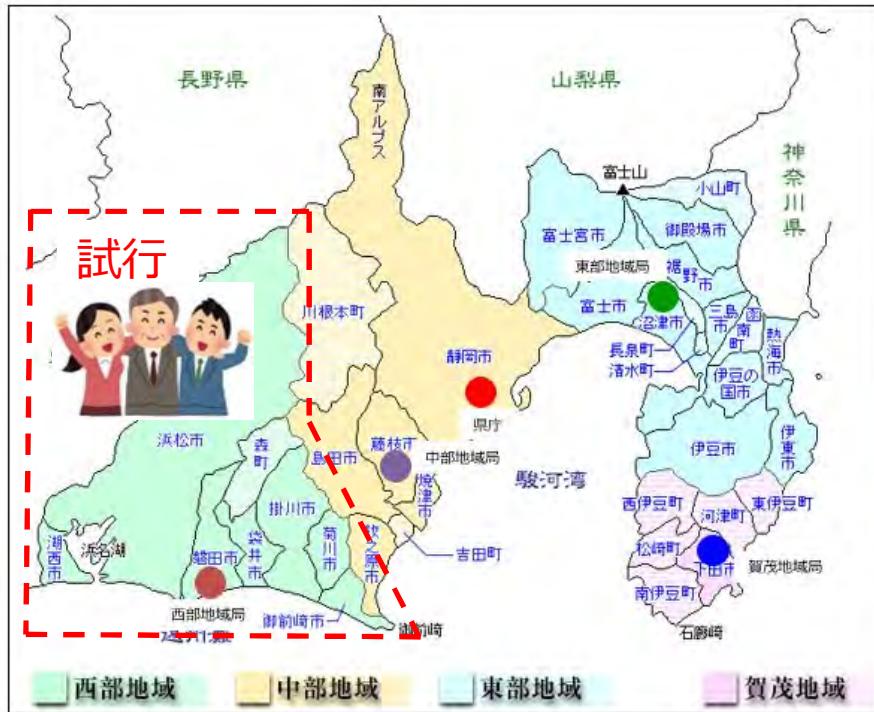 長野県
山梨県
神奈川県
南アルプス
富士山
小山町
御殿場市
富士宮市
裾野市
東部地域局
試行
川根本町
富士市
沼津市
三島市
函南町
熱海市
長泉町
清水町
伊豆の国市
静岡市
県庁
浜松市
森町
島田市
藤枝市
中部地域局
伊豆市
伊東市
駿河湾
焼津市
掛川市
西伊豆町
東伊豆町
河津町
湖西市
浜名湖
磐田市
袋井市
菊川市
牧之原市
吉田町
松崎町
下田市
賀茂地域局
西部地域局
御前崎市
御前崎
南伊豆町
石廊崎
西部地域
中部地域
東部地域
賀茂地域